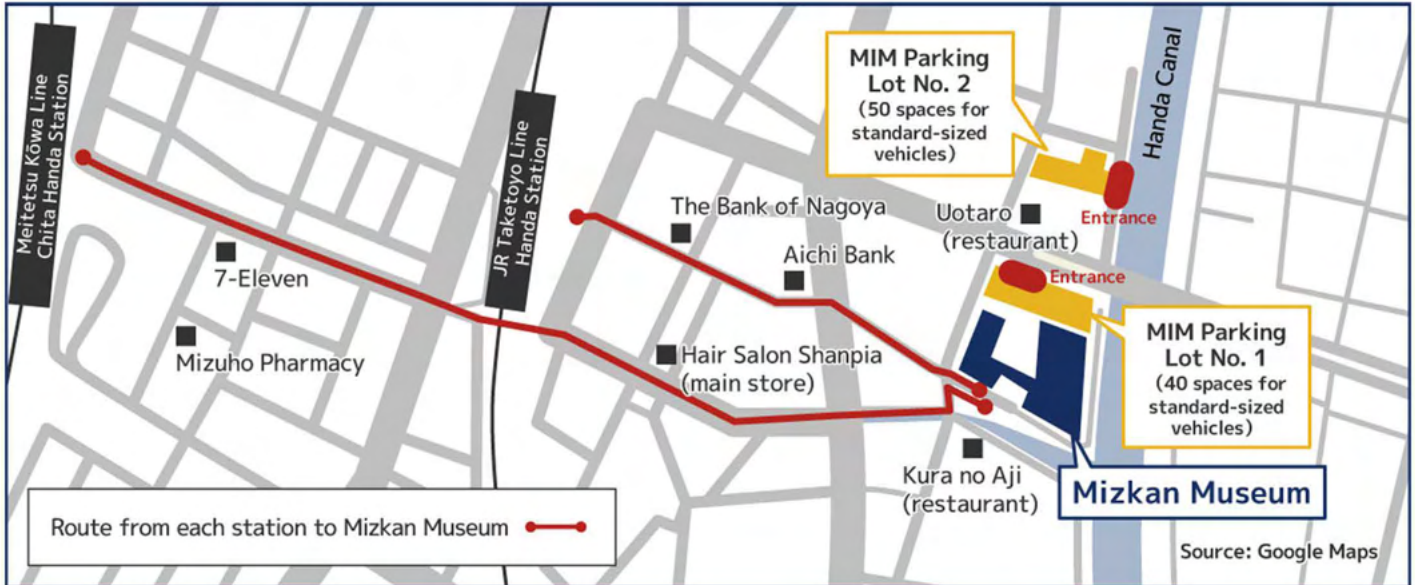 Meitetsu Kōwa Line
Chita Handa Station
7-Eleven
Mizuho Pharmacy
JR Taketoyo Line
Handa Station
The Bank of Nagoya
Aichi Bank
Hair Salon Shanpia
(main store)
MIM Parking
Lot No. 2
(50 spaces for
standard-sized
vehicles)
Handa Canal
Uotaro
(restaurant)
Entrance
Entrance
MIM Parking
Lot No. 1
(40 spaces for
standard-sized
vehicles)
Kura no Aji
(restaurant)
Mizkan Museum
Route from each station to Mizkan Museum
Source: Google Maps